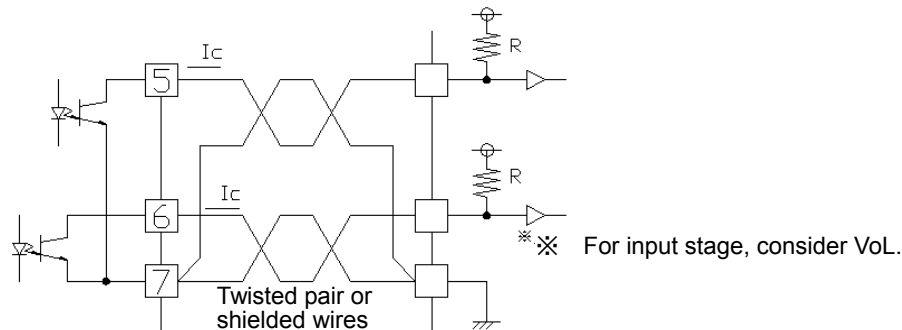 Ic
R
5
R
Ic
6
※ ※ For input stage, consider VoL.
7
Twisted pair or
shielded wires